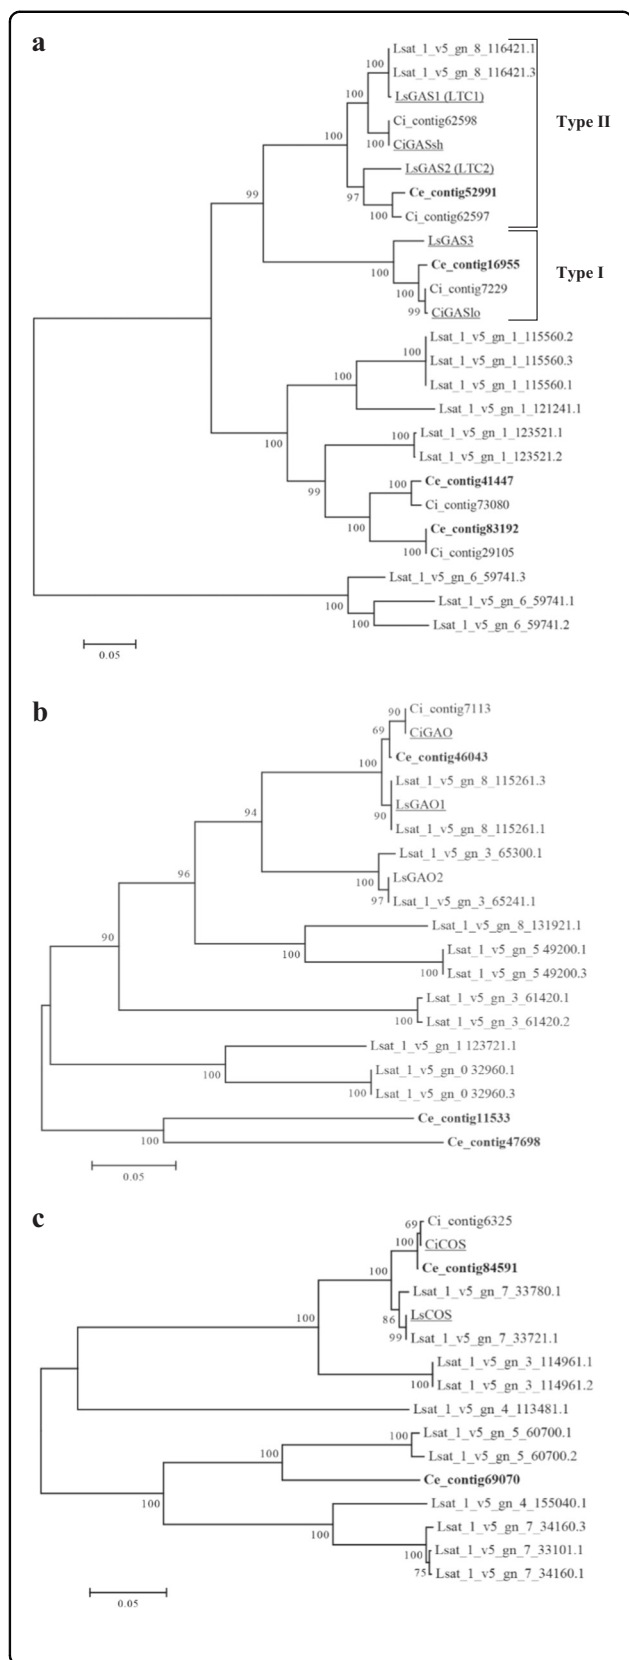 a
Lsat_1_v5_gn_8_116421.1
100
Lsat_1_v5_gn_8_116421.3
100
LsGAS1 (LTC1)
Type II
Ci_contig62598
100
100
CiGASsh
LsGAS2 (LTC2)
99
97
Ce_contig52991
100
Ci_contig62597
LsGAS3
100
Ce_contig16955
Type I
100
Ci_contig7229
99
CiGASlo
Lsat_1_v5_gn_1_115560.2
100
Lsat_1_v5_gn_1_115560.3
100
Lsat_1_v5_gn_1_115560.1
Lsat_1_v5_gn_1_121241.1
100
Lsat_1_v5_gn_1_123521.1
100
Lsat_1_v5_gn_1_123521.2
99
100
Ce_contig41447
Ci_contig73080
100
Ce_contig83192
100
Ci_contig29105
Lsat_1_v5_gn_6_59741.3
100
Lsat_1_v5_gn_6_59741.1
100
Lsat_1_v5_gn_6_59741.2
0.05
b
90
Ci_contig7113
69
CiGAO
Ce_contig46043
100
Lsat_1_v5_gn_8_115261.3
LsGAO1
94
90
Lsat_1_v5_gn_8_115261.1
Lsat_1_v5_gn_3_65300.1
96
100
LsGAO2
97
Lsat_1_v5_gn_3_65241.1
Lsat_1_v5_gn_8_131921.1
90
100
Lsat_1_v5_gn_5 49200.1
100
Lsat_1_v5_gn_5 49200.3
Lsat_1_v5_gn_3_61420.1
100
Lsat_1_v5_gn_3_61420.2
Lsat_1_v5_gn_1 123721.1
100
Lsat_1_v5_gn_0 32960.1
100
Lsat_1_v5_gn_0 32960.3
Ce_contig11533
100
Ce_contig47698
0.05
c
69
Ci_contig6325
100
CiCOS
Ce_contig84591
100
Lsat_1_v5_gn_7_33780.1
100
86
LsCOS
99
Lsat_1_v5_gn_7_33721.1
Lsat_1_v5_gn_3_114961.1
100
Lsat_1_v5_gn_3_114961.2
Lsat_1_v5_gn_4_113481.1
100
Lsat_1_v5_gn_5_60700.1
100
Lsat_1_v5_gn_5_60700.2
Ce_contig69070
100
Lsat_1_v5_gn_4_155040.1
100
Lsat_1_v5_gn_7_34160.3
100
Lsat_1_v5_gn_7_33101.1
75
Lsat_1_v5_gn_7_34160.1
0.05